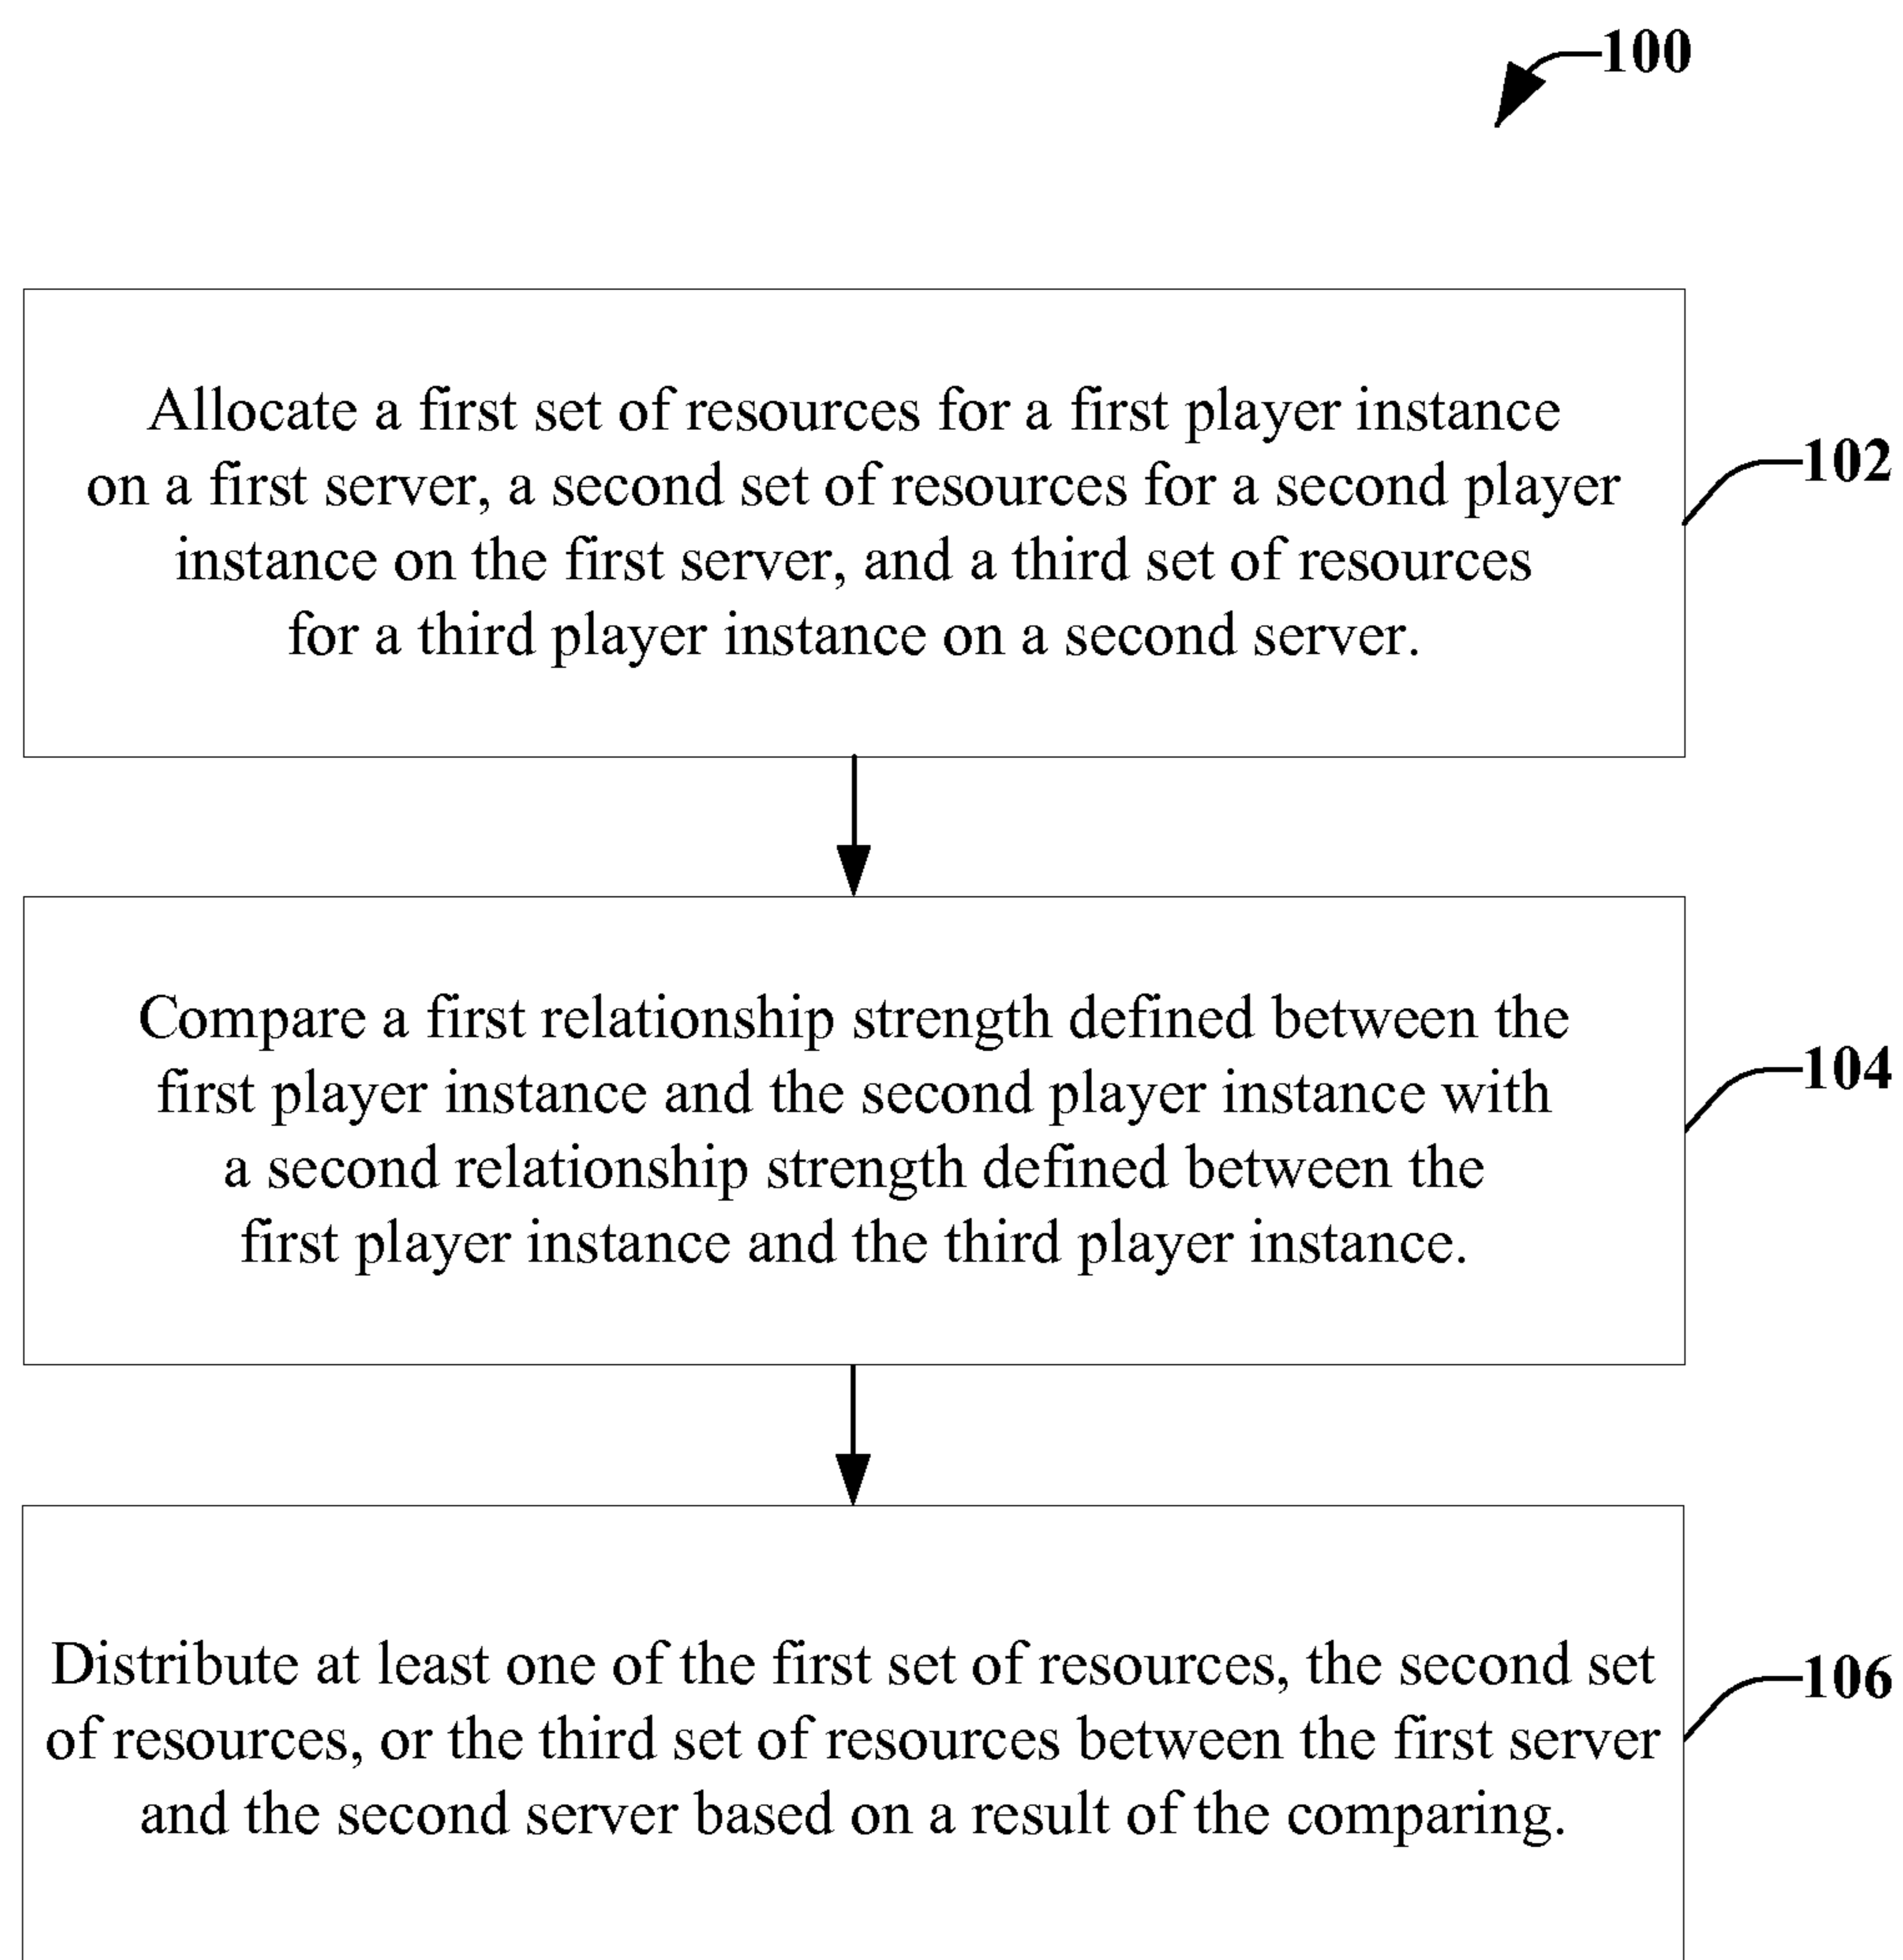 100
Allocate a first set of resources for a first player instance
on a first server, a second set of resources for a second player
instance on the first server, and a third set of resources
for a third player instance on a second server.
102
Compare a first relationship strength defined between the
first player instance and the second player instance with
a second relationship strength defined between the
first player instance and the third player instance.
104
Distribute at least one of the first set of resources, the second set
of resources, or the third set of resources between the first server
and the second server based on a result of the comparing.
106